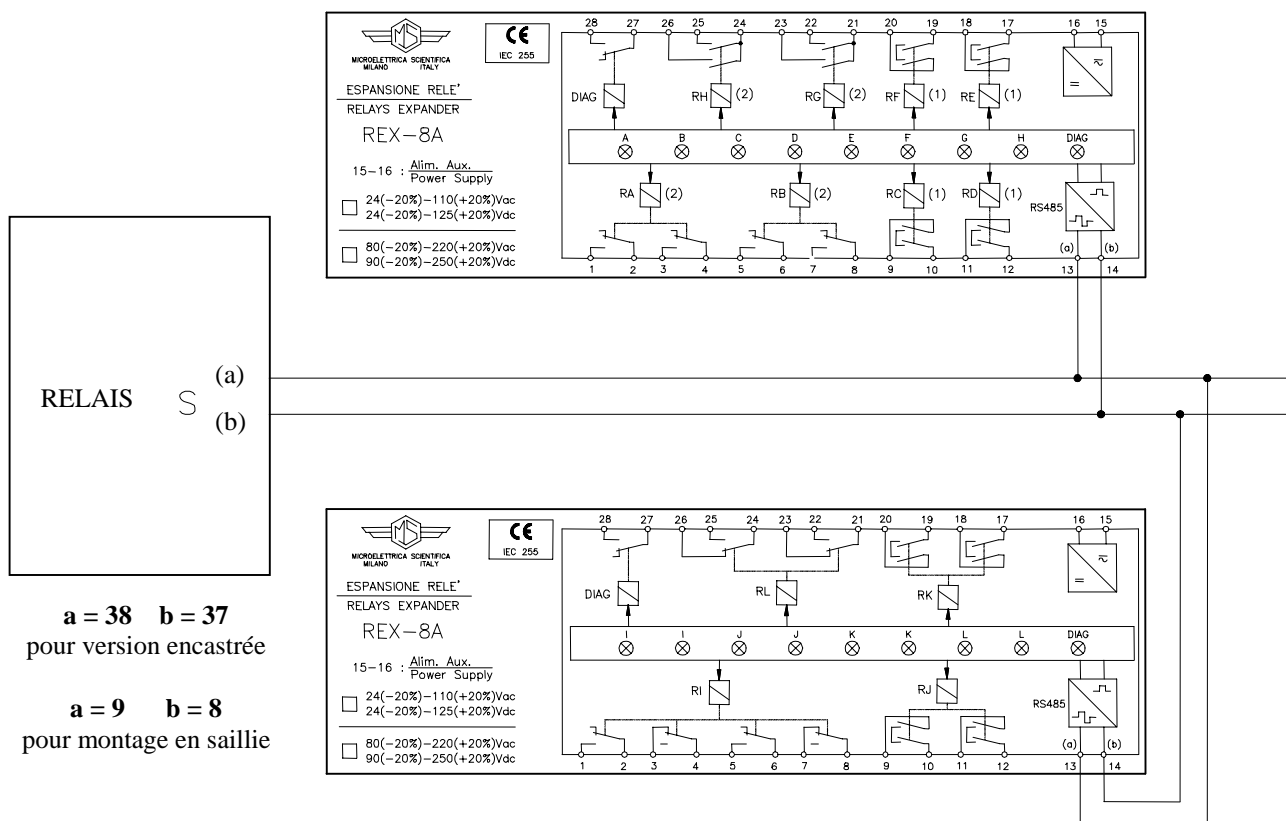 28 27 26 25 24 23 22 21 20 19 18 17 16 15
MS
MICROELETTRICA SCIENTIFICA
MILANO ITALY
CE
IEC 255
ESPANSIONE RELE'
RELAYS EXPANDER
REX-8A
15-16 : Alim. Aux.
Power Supply
24(-20%)-110(+20%)Vac
24(-20%)-125(+20%)Vdc
80(-20%)-220(+20%)Vac
90(-20%)-250(+20%)Vdc
DIAG RH (2) RG (2) RF (1) RE (1)
A B C D E F G H DIAG
RA (2) RB (2) RC (1) RD (1) RS485
(a) (b)
1 2 3 4 5 6 7 8 9 10 11 12 13 14
RELAIS S (a)
(b)
a = 38 b = 37
pour version encastrée
a = 9 b = 8
pour montage en saillie
28 27 26 25 24 23 22 21 20 19 18 17 16 15
MS
MICROELETTRICA SCIENTIFICA
MILANO ITALY
CE
IEC 255
ESPANSIONE RELE'
RELAYS EXPANDER
REX-8A
15-16 : Alim. Aux.
Power Supply
24(-20%)-110(+20%)Vac
24(-20%)-125(+20%)Vdc
80(-20%)-220(+20%)Vac
90(-20%)-250(+20%)Vdc
DIAG RL RK
I I J J K K L L DIAG
RI RJ RS485
(a) (b)
1 2 3 4 5 6 7 8 9 10 11 12 13 14